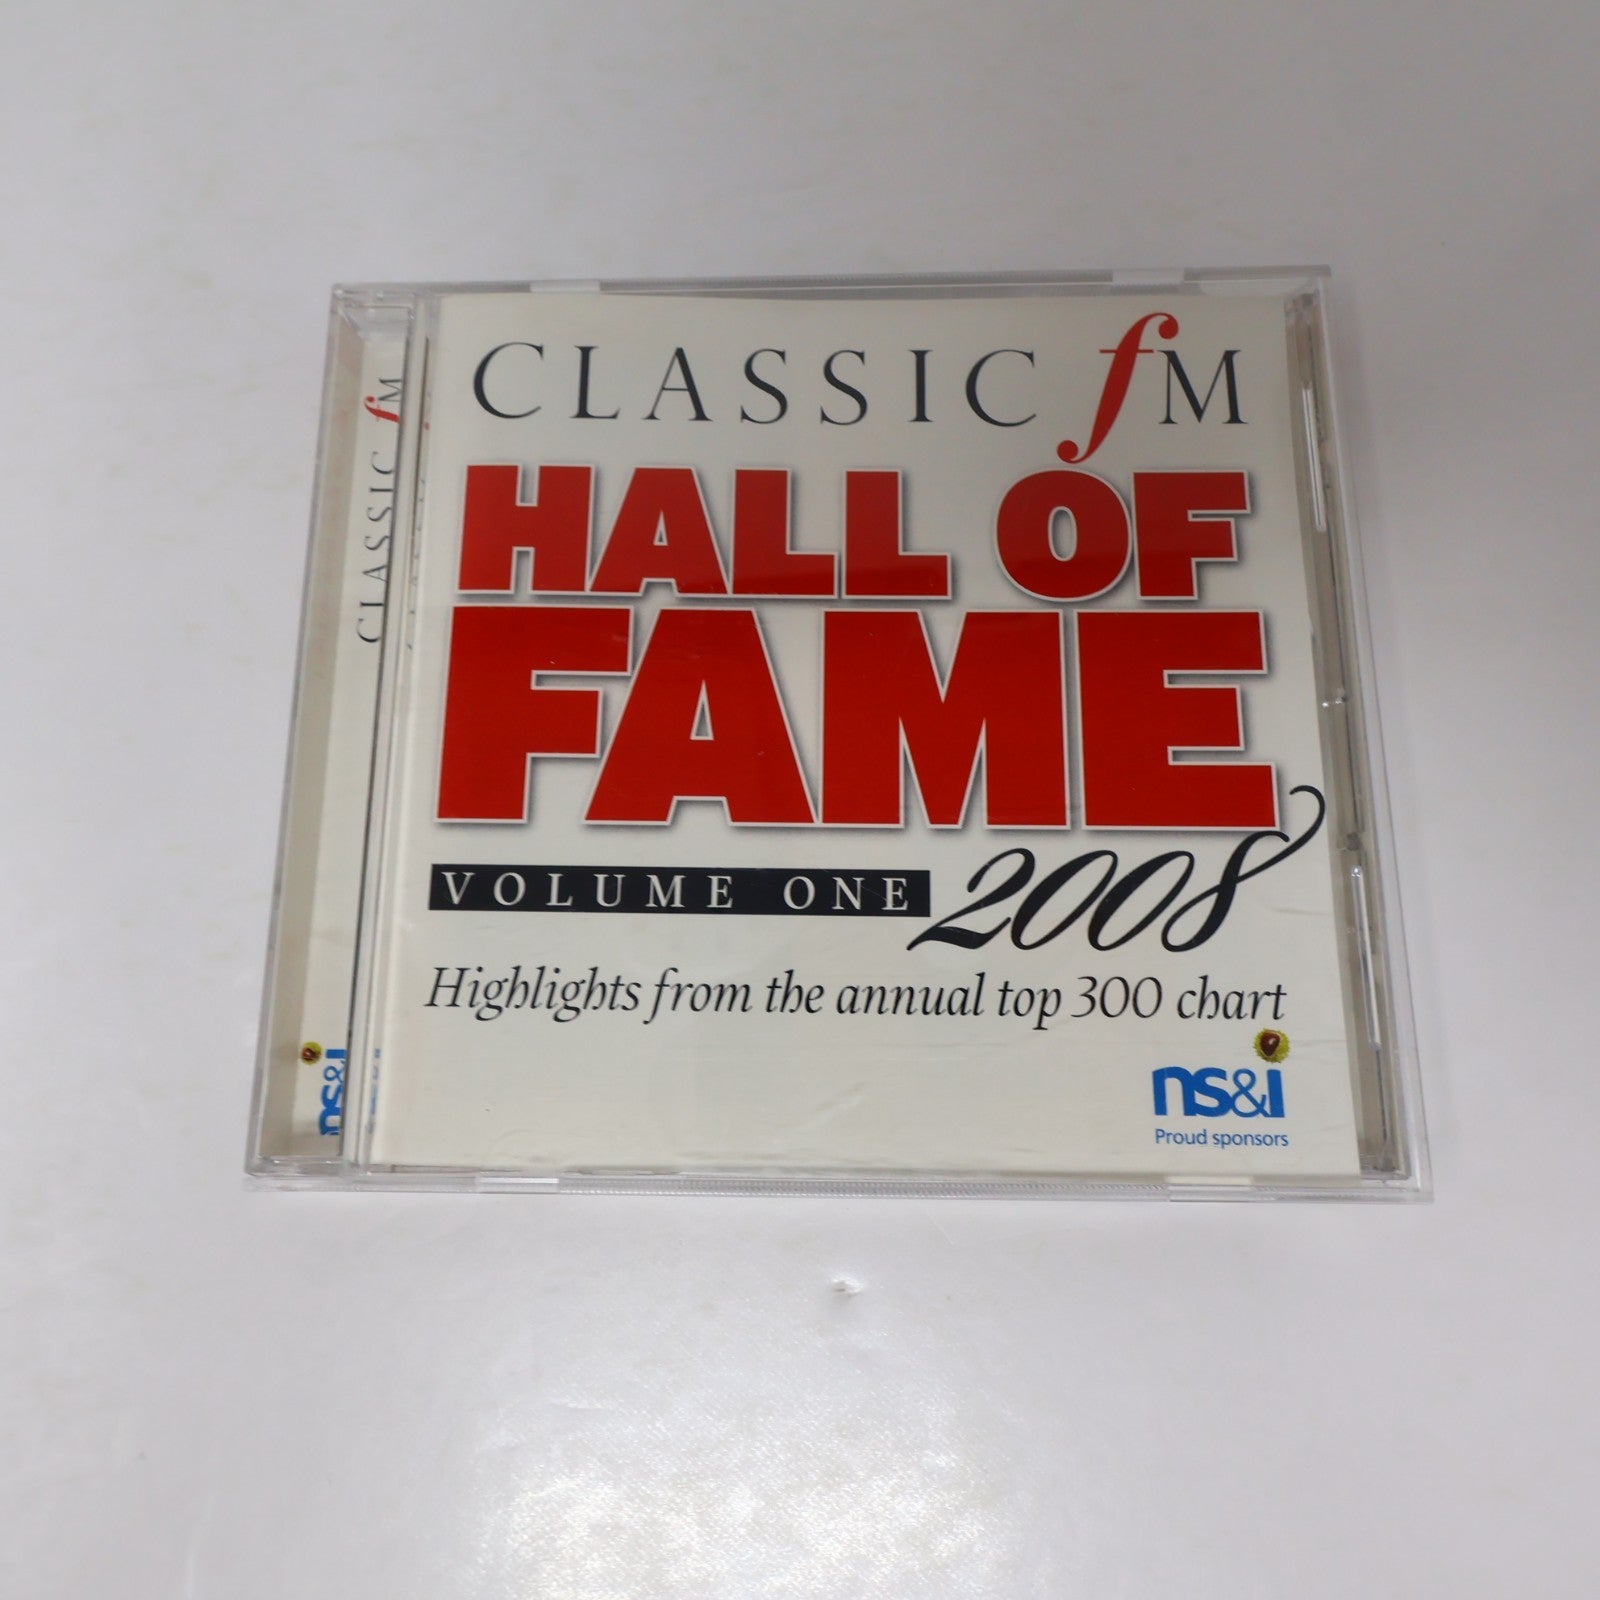 CLASSIC fM
HALL OF
FAME
VOLUME ONE 2008
Highlights from the annual top 300 chart
ns&i
Proud sponsors
CLASSIC fM
ns&i